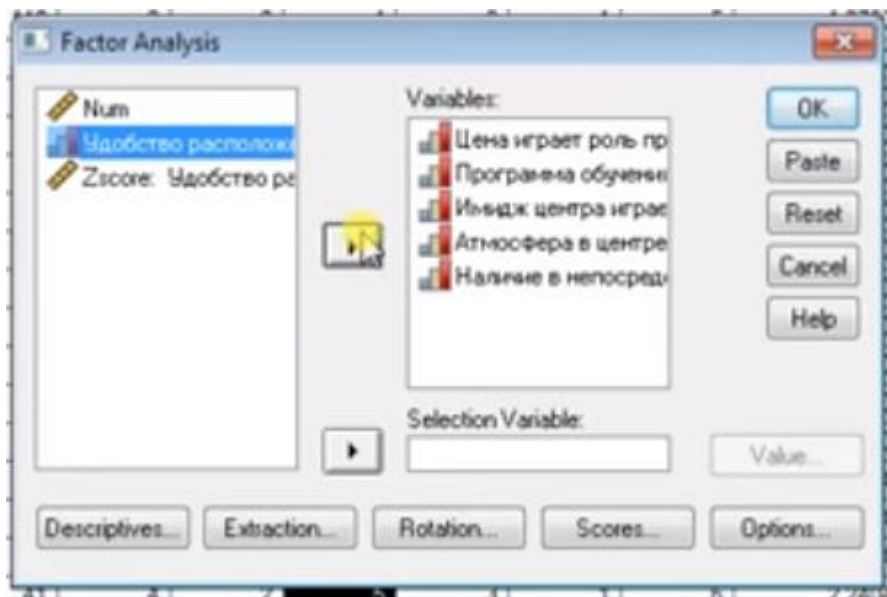 Factor Analysis
Num
Удобство располож
Zscore: Удобство ра
Variables:
Цена играет роль пр
Программа обучени
Имидж центра играе
Атмосфера в центре
Наличие в непосред
Selection Variable:
OK
Paste
Reset
Cancel
Help
Value...
Descriptives...
Extraction...
Rotation...
Scores...
Options...